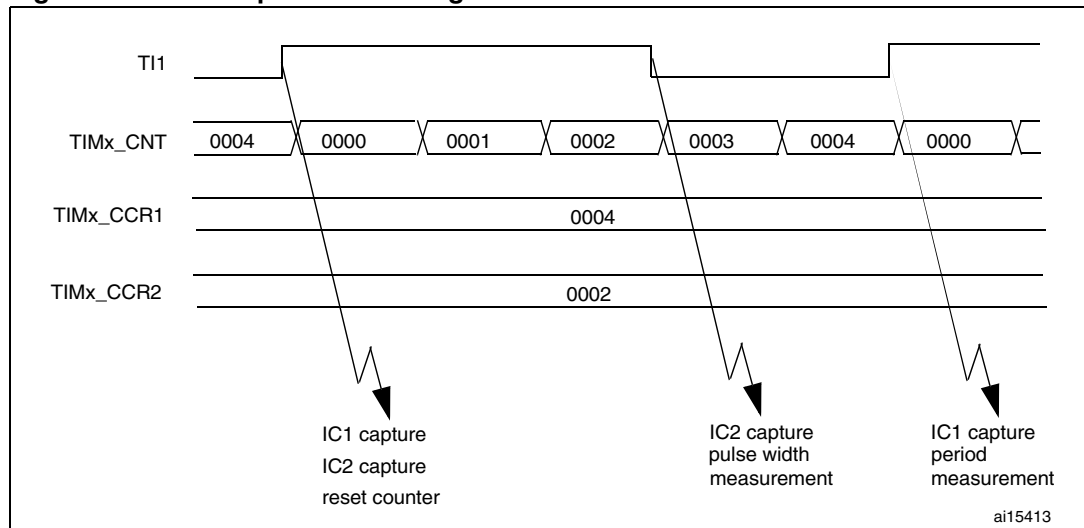 TI1
TIMx_CNT 0004 0000 0001 0002 0003 0004 0000
TIMx_CCR1 0004
TIMx_CCR2 0002
IC1 capture
IC2 capture
reset counter
IC2 capture
pulse width
measurement
IC1 capture
period
measurement
ai15413